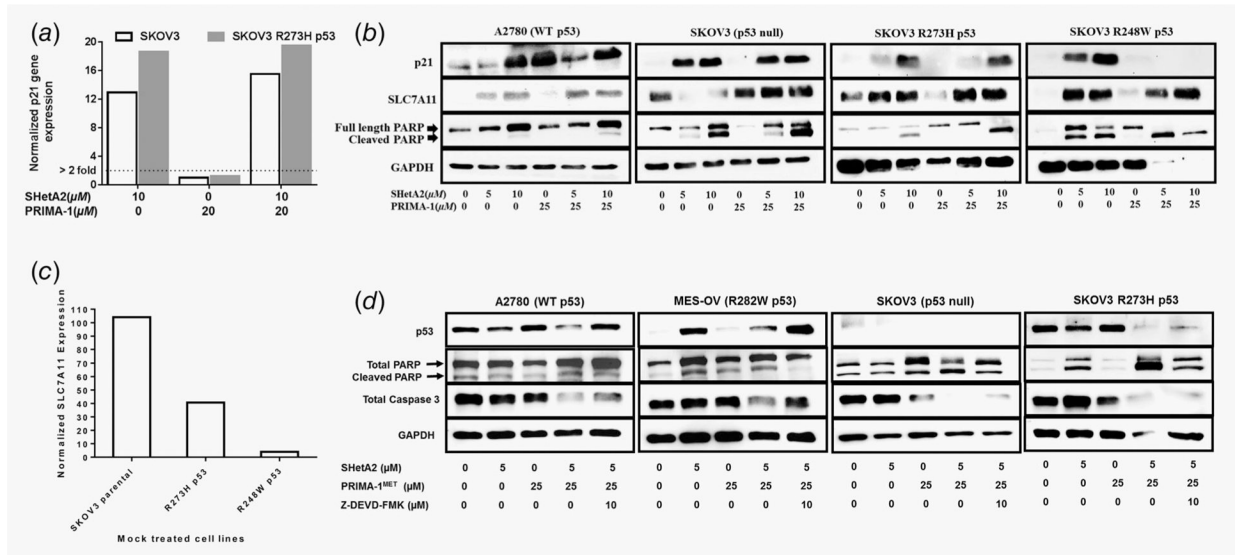 (a)
SKOV3 SKOV3 R273H p53
Normalized p21 gene
expression
20
16
12
8
4
> 2 fold
0
SHetA2(μM) 10 0 10
PRIMA-1(μM) 0 20 20
(b)
A2780 (WT p53) SKOV3 (p53 null) SKOV3 R273H p53 SKOV3 R248W p53
p21
SLC7A11
Full length PARP
Cleaved PARP
GAPDH
SHetA2(μM) 0 5 10 0 5 10 0 5 10 0 5 10 0 5 10 0 5 10 0 5 10 0 5 10
PRIMA-1(μM) 0 0 0 25 25 25 0 0 0 25 25 25 0 0 0 25 25 25 0 0 0 25 25 25
(c)
Normalized SLC7A11 Expression
110
100
90
80
70
60
50
40
30
20
10
0
SKOV3 parental
R273H p53
R248W p53
Mock treated cell lines
(d)
A2780 (WT p53) MES-OV (R282W p53) SKOV3 (p53 null) SKOV3 R273H p53
p53
Total PARP
Cleaved PARP
Total Caspase 3
GAPDH
SHetA2 (μM) 0 5 0 5 5 0 5 0 5 5 0 5 0 5 5 0 5 0 5 5
PRIMA-1MET (μM) 0 0 25 25 25 0 0 25 25 25 0 0 25 25 25 0 0 25 25 25
Z-DEVD-FMK (μM) 0 0 0 0 10 0 0 0 0 10 0 0 0 0 10 0 0 0 0 10